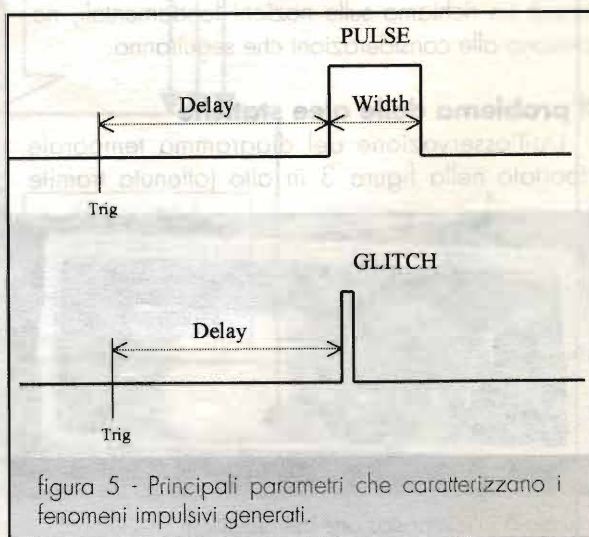 PULSE
Delay
Width
Trig
GLITCH
Delay
Trig
figura 5 - Principali parametri che caratterizzano i
fenomeni impulsivi generati.